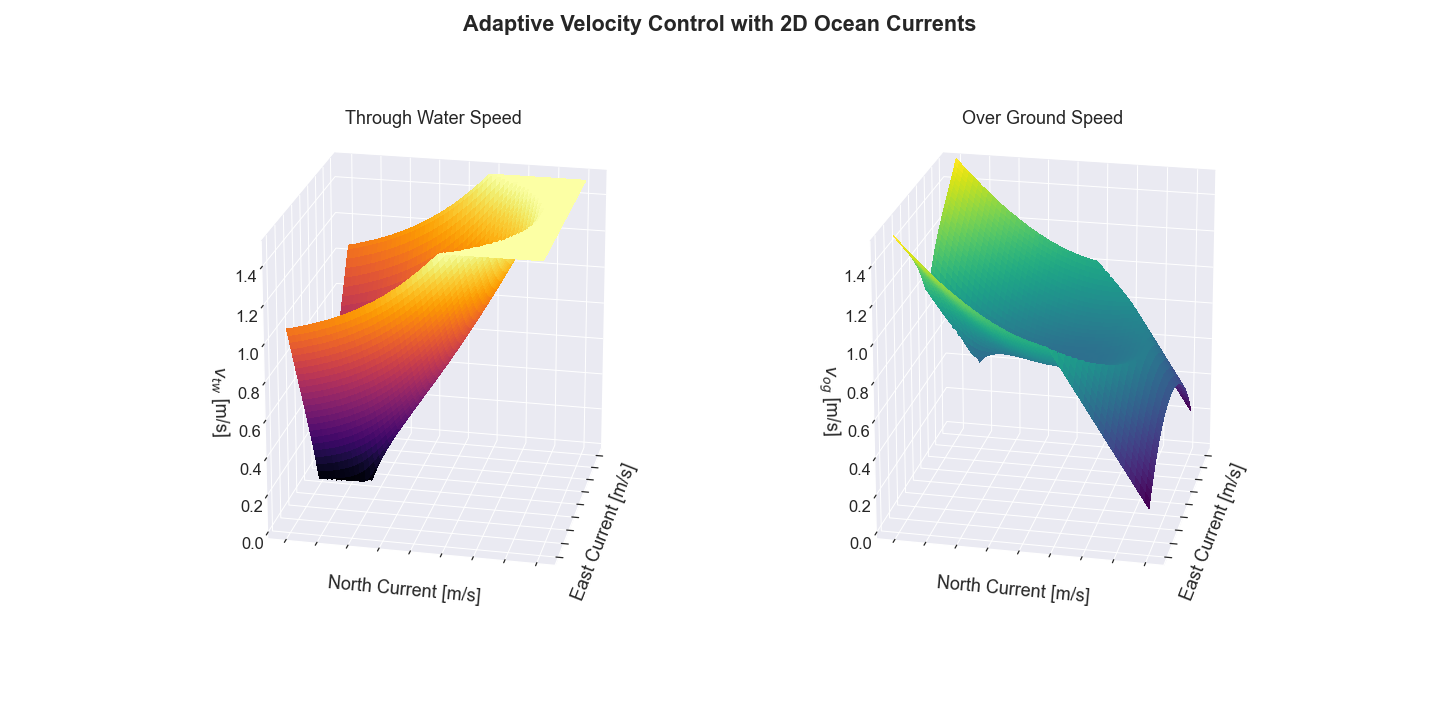 Adaptive Velocity Control with 2D Ocean Currents
Through Water Speed
1.4
1.2
1.0
0.8
0.6
0.4
0.2
0.0
v_tw [m/s]
North Current [m/s]
East Current [m/s]
Over Ground Speed
1.4
1.2
1.0
0.8
0.6
0.4
0.2
0.0
v_og [m/s]
North Current [m/s]
East Current [m/s]